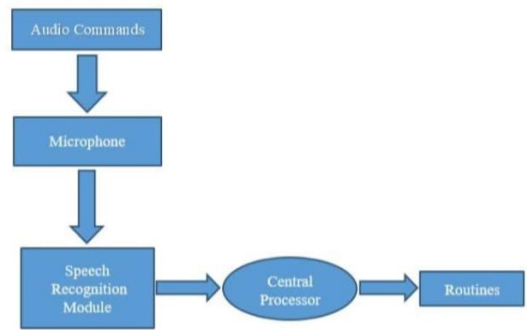 Audio Commands
Microphone
Speech
Recognition
Module
Central
Processor
Routines